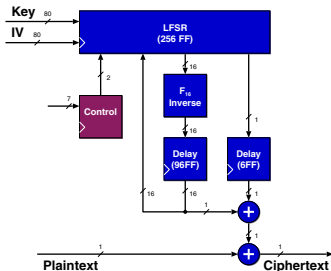 Key
80
LFSR
(256 FF)
IV
80
2
16
7
Control
F16
Inverse
1
16
Delay
(96FF)
Delay
(6FF)
16
16
1
1
+
1
1
+
1
Plaintext
Ciphertext